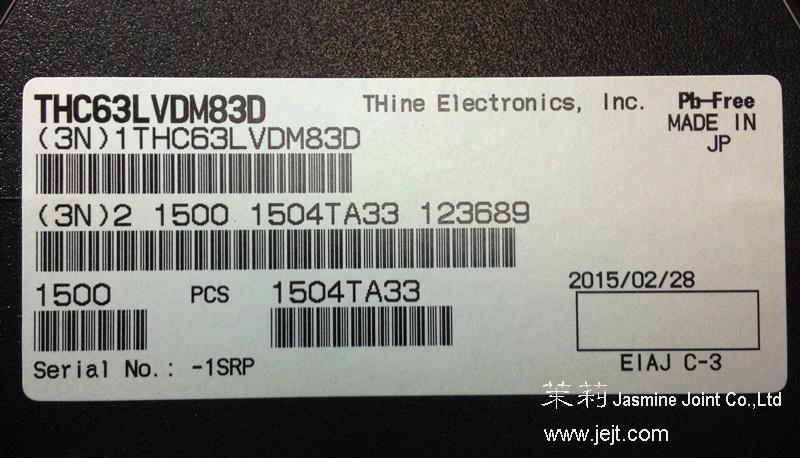 THC63LVDM83D THine Electronics, Inc. Pb-Free
(3N)1THC63LVDM83D MADE IN
JP
(3N)2 1500 1504TA33 123689
1500 PCS 1504TA33 2015/02/28
Serial No.: -1SRP EIAJ C-3
茉莉 Jasmine Joint Co.,Ltd
www.jejt.com